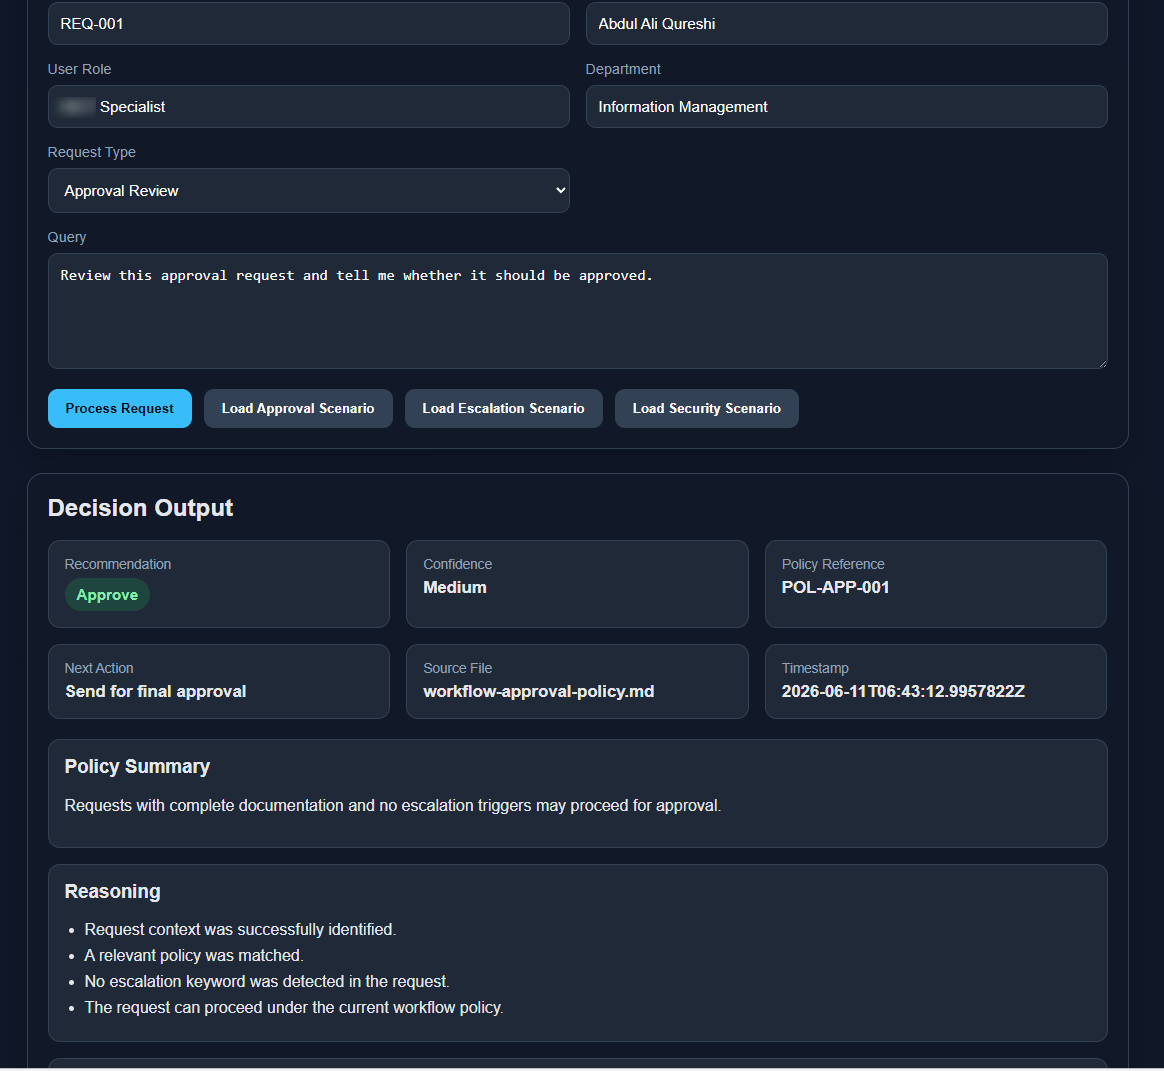 REQ-001
Abdul Ali Qureshi
User Role
Department
Specialist
Information Management
Request Type
Approval Review
Query
Review this approval request and tell me whether it should be approved.
Process Request
Load Approval Scenario
Load Escalation Scenario
Load Security Scenario
Decision Output
Recommendation
Approve
Confidence
Medium
Policy Reference
POL-APP-001
Next Action
Send for final approval
Source File
workflow-approval-policy.md
Timestamp
2026-06-11T06:43:12.9957822Z
Policy Summary
Requests with complete documentation and no escalation triggers may proceed for approval.
Reasoning
• Request context was successfully identified.
• A relevant policy was matched.
• No escalation keyword was detected in the request.
• The request can proceed under the current workflow policy.